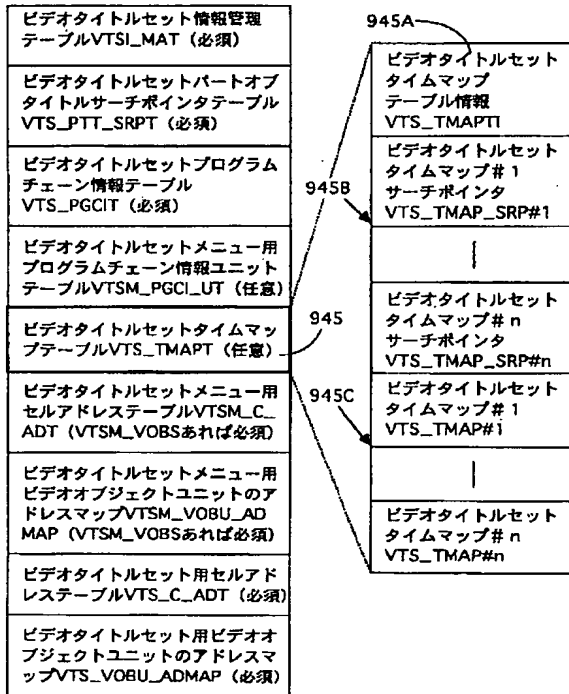 ビデオタイトルセット情報管理
テーブルVTSI_MAT（必須）
ビデオタイトルセットパートオブ
タイトルサーチポインタテーブル
VTS_PTT_SRPT（必須）
ビデオタイトルセットプログラム
チェーン情報テーブル
VTS_PGCIT（必須）
ビデオタイトルセットメニュー用
プログラムチェーン情報ユニット
テーブルVTSM_PGCI_UT（任意）
ビデオタイトルセットタイムマッ
プテーブルVTS_TMAPT（任意）
ビデオタイトルセットメニュー用
セルアドレステーブルVTSM_C_
ADT（VTSM_VOBSあれば必須）
ビデオタイトルセットメニュー用
ビデオオブジェクトユニットのア
ドレスマップVTSM_VOBU_AD
MAP（VTSM_VOBSあれば必須）
ビデオタイトルセット用セルアド
レステーブルVTS_C_ADT（必須）
ビデオタイトルセット用ビデオオ
ブジェクトユニットのアドレスマ
ップVTS_VOBU_ADMAP（必須）
945
945A
945B
945C
ビデオタイトルセット
タイムマップ
テーブル情報
VTS_TMAPTI
ビデオタイトルセット
タイムマップ＃1
サーチポインタ
VTS_TMAP_SRP#1
ビデオタイトルセット
タイムマップ＃n
サーチポインタ
VTS_TMAP_SRP#n
ビデオタイトルセット
タイムマップ＃1
VTS_TMAP#1
ビデオタイトルセット
タイムマップ＃n
VTS_TMAP#n